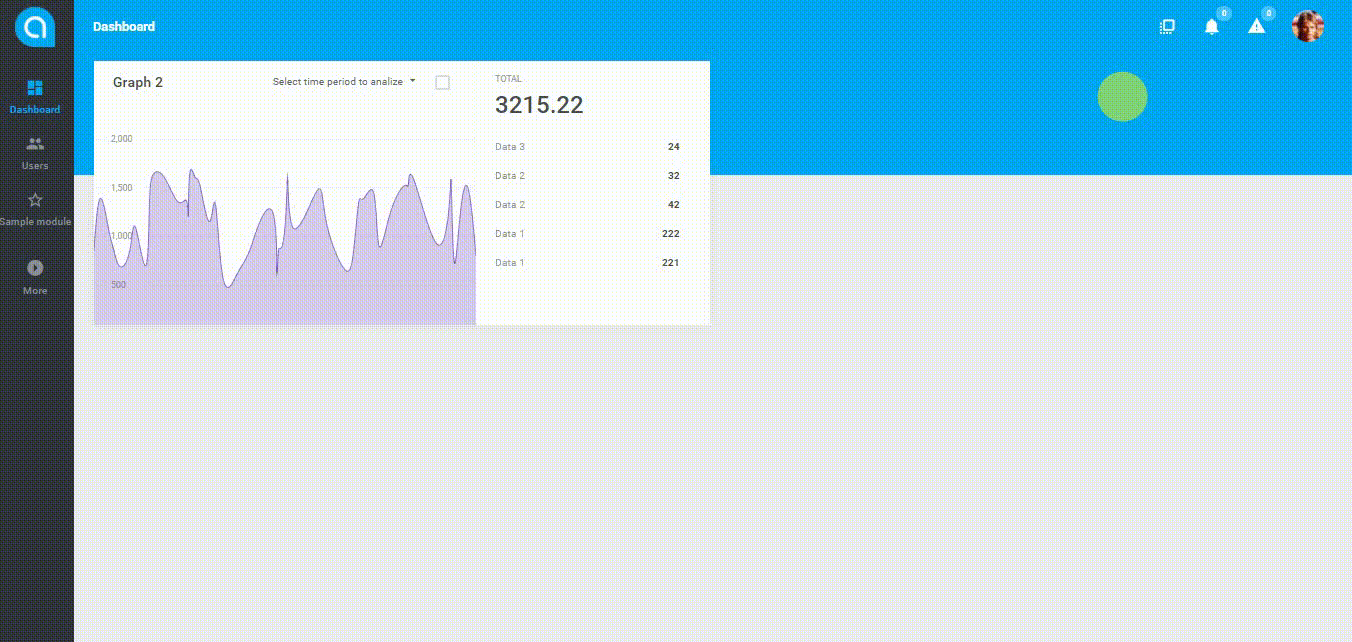 Dashboard
0
0
Dashboard
Users
Sample module
More
Graph 2
Select time period to analize
2,000
1,500
1,000
500
TOTAL
3215.22
Data 3 24
Data 2 32
Data 2 42
Data 1 222
Data 1 221